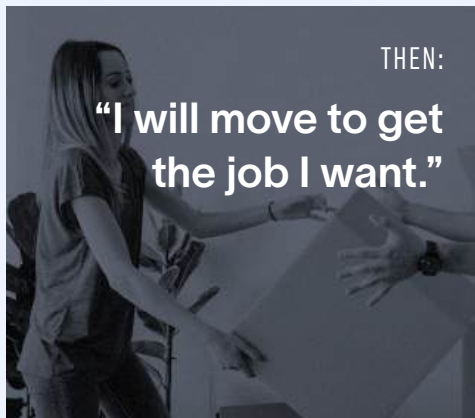 THEN:
“I will move to get
the job I want.”